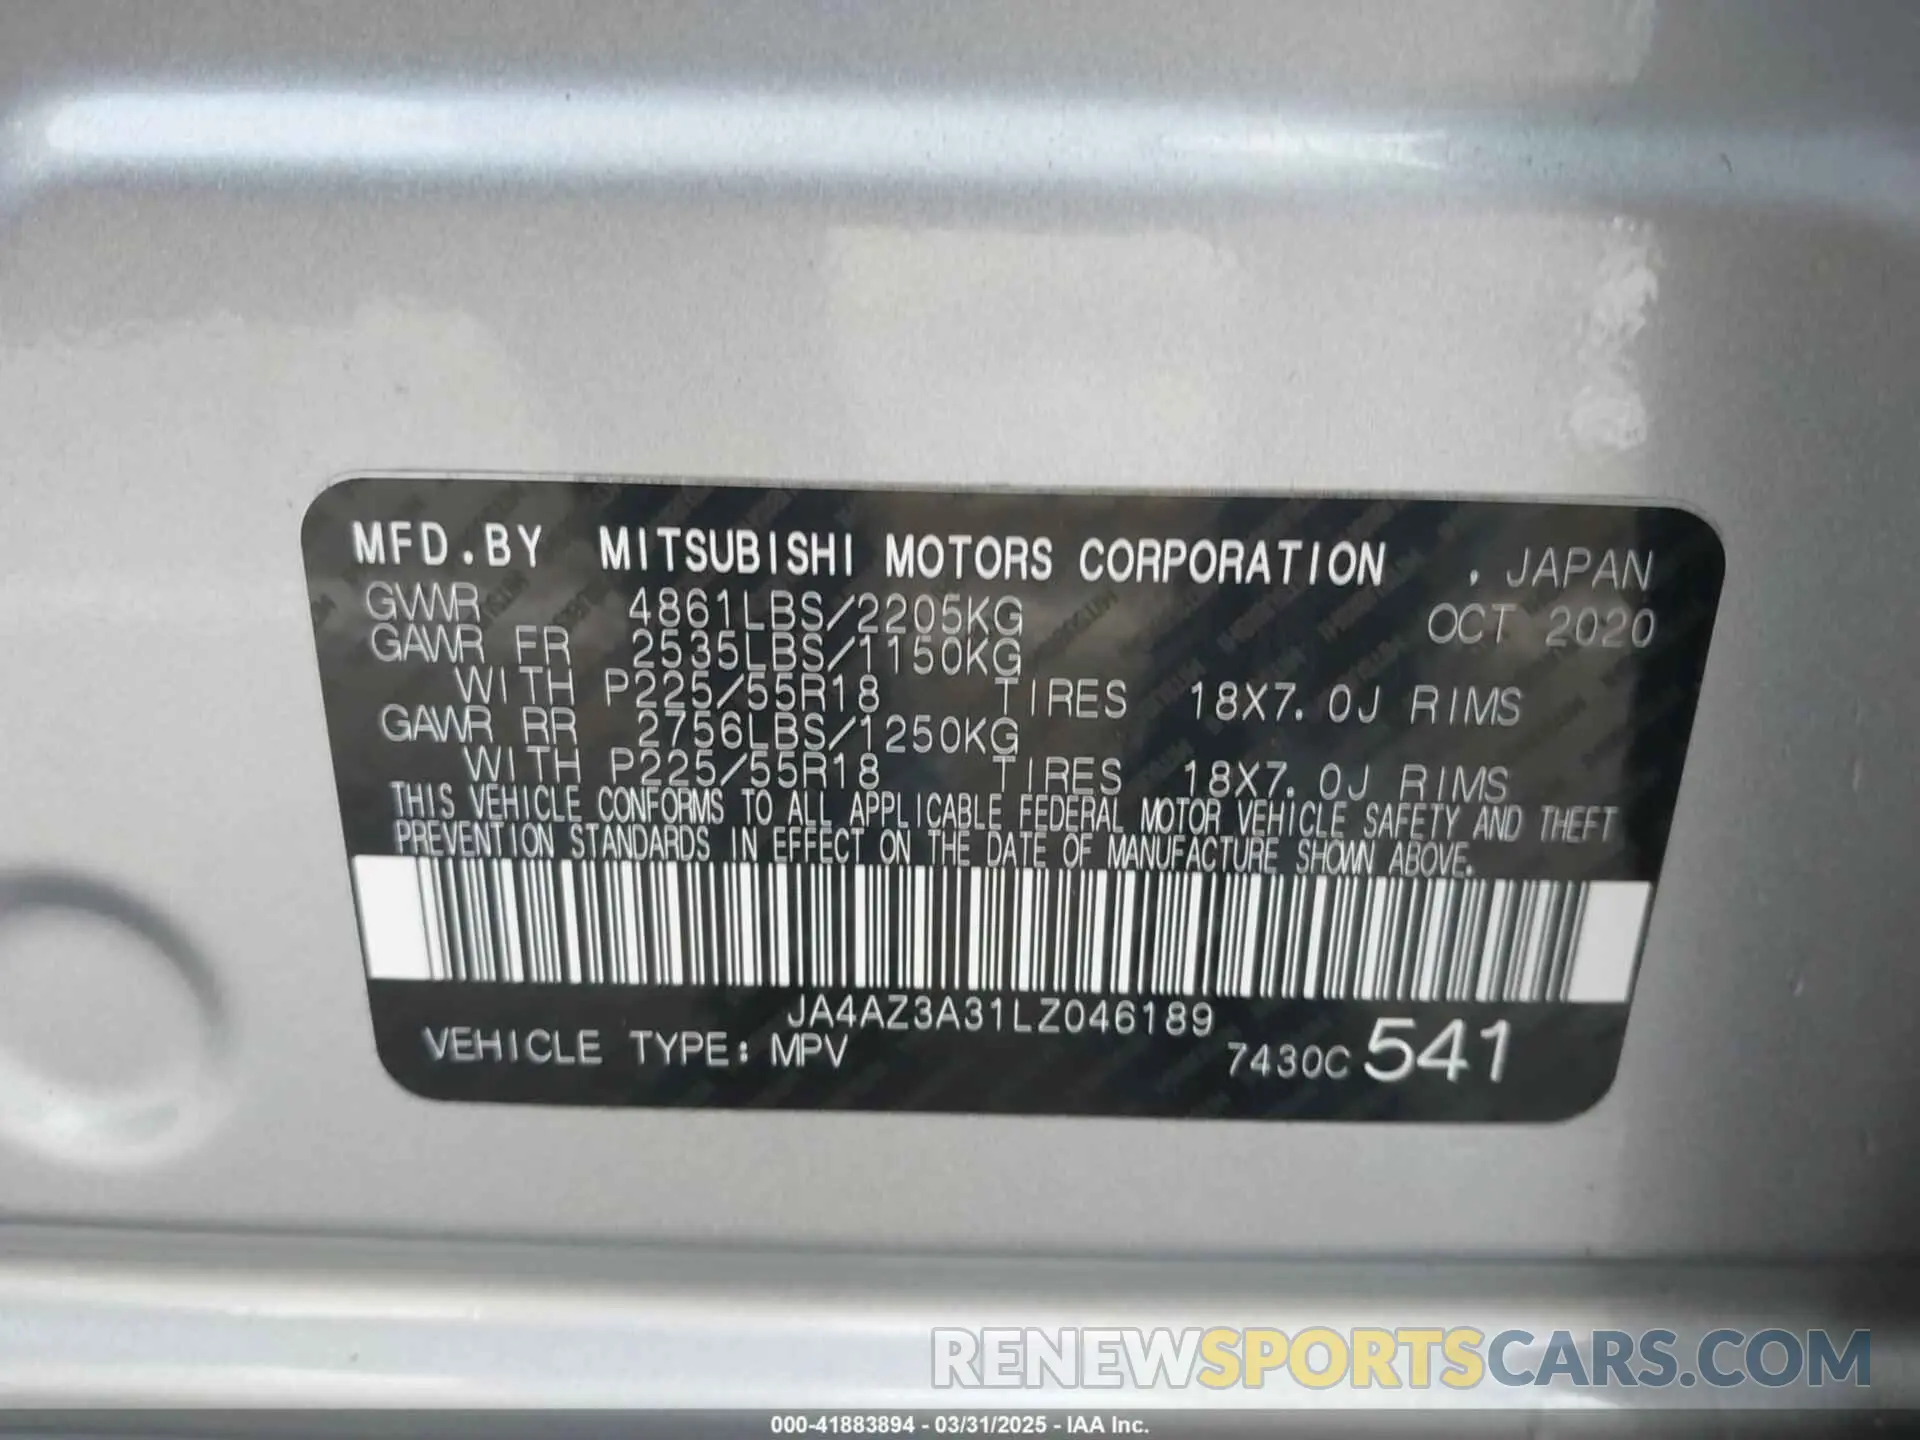 MFD.BY MITSUBISHI MOTORS CORPORATION , JAPAN
GVWR 4861LBS/2205KG OCT 2020
GAWR FR 2535LBS/1150KG
WITH P225/55R18 TIRES 18X7.0J RIMS
GAWR RR 2756LBS/1250KG
WITH P225/55R18 TIRES 18X7.0J RIMS
THIS VEHICLE CONFORMS TO ALL APPLICABLE FEDERAL MOTOR VEHICLE SAFETY AND THEFT
PREVENTION STANDARDS IN EFFECT ON THE DATE OF MANUFACTURE SHOWN ABOVE.
JA4AZ3A31LZ046189
VEHICLE TYPE: MPV 7430C 541
RENEWSPORTSCARS.COM
000-41883894 - 03/31/2025 - IAA Inc.